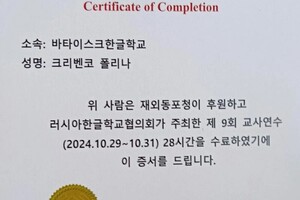 Certificate of Completion
소속: 바타이스크한글학교
성명: 크리벤코 폴리나
위 사람은 재외동포청이 후원하고
러시아한글학교협의회가 주최한 제 9회 교사연수
(2024.10.29~10.31) 28시간을 수료하였기에
이 증서를 드립니다.